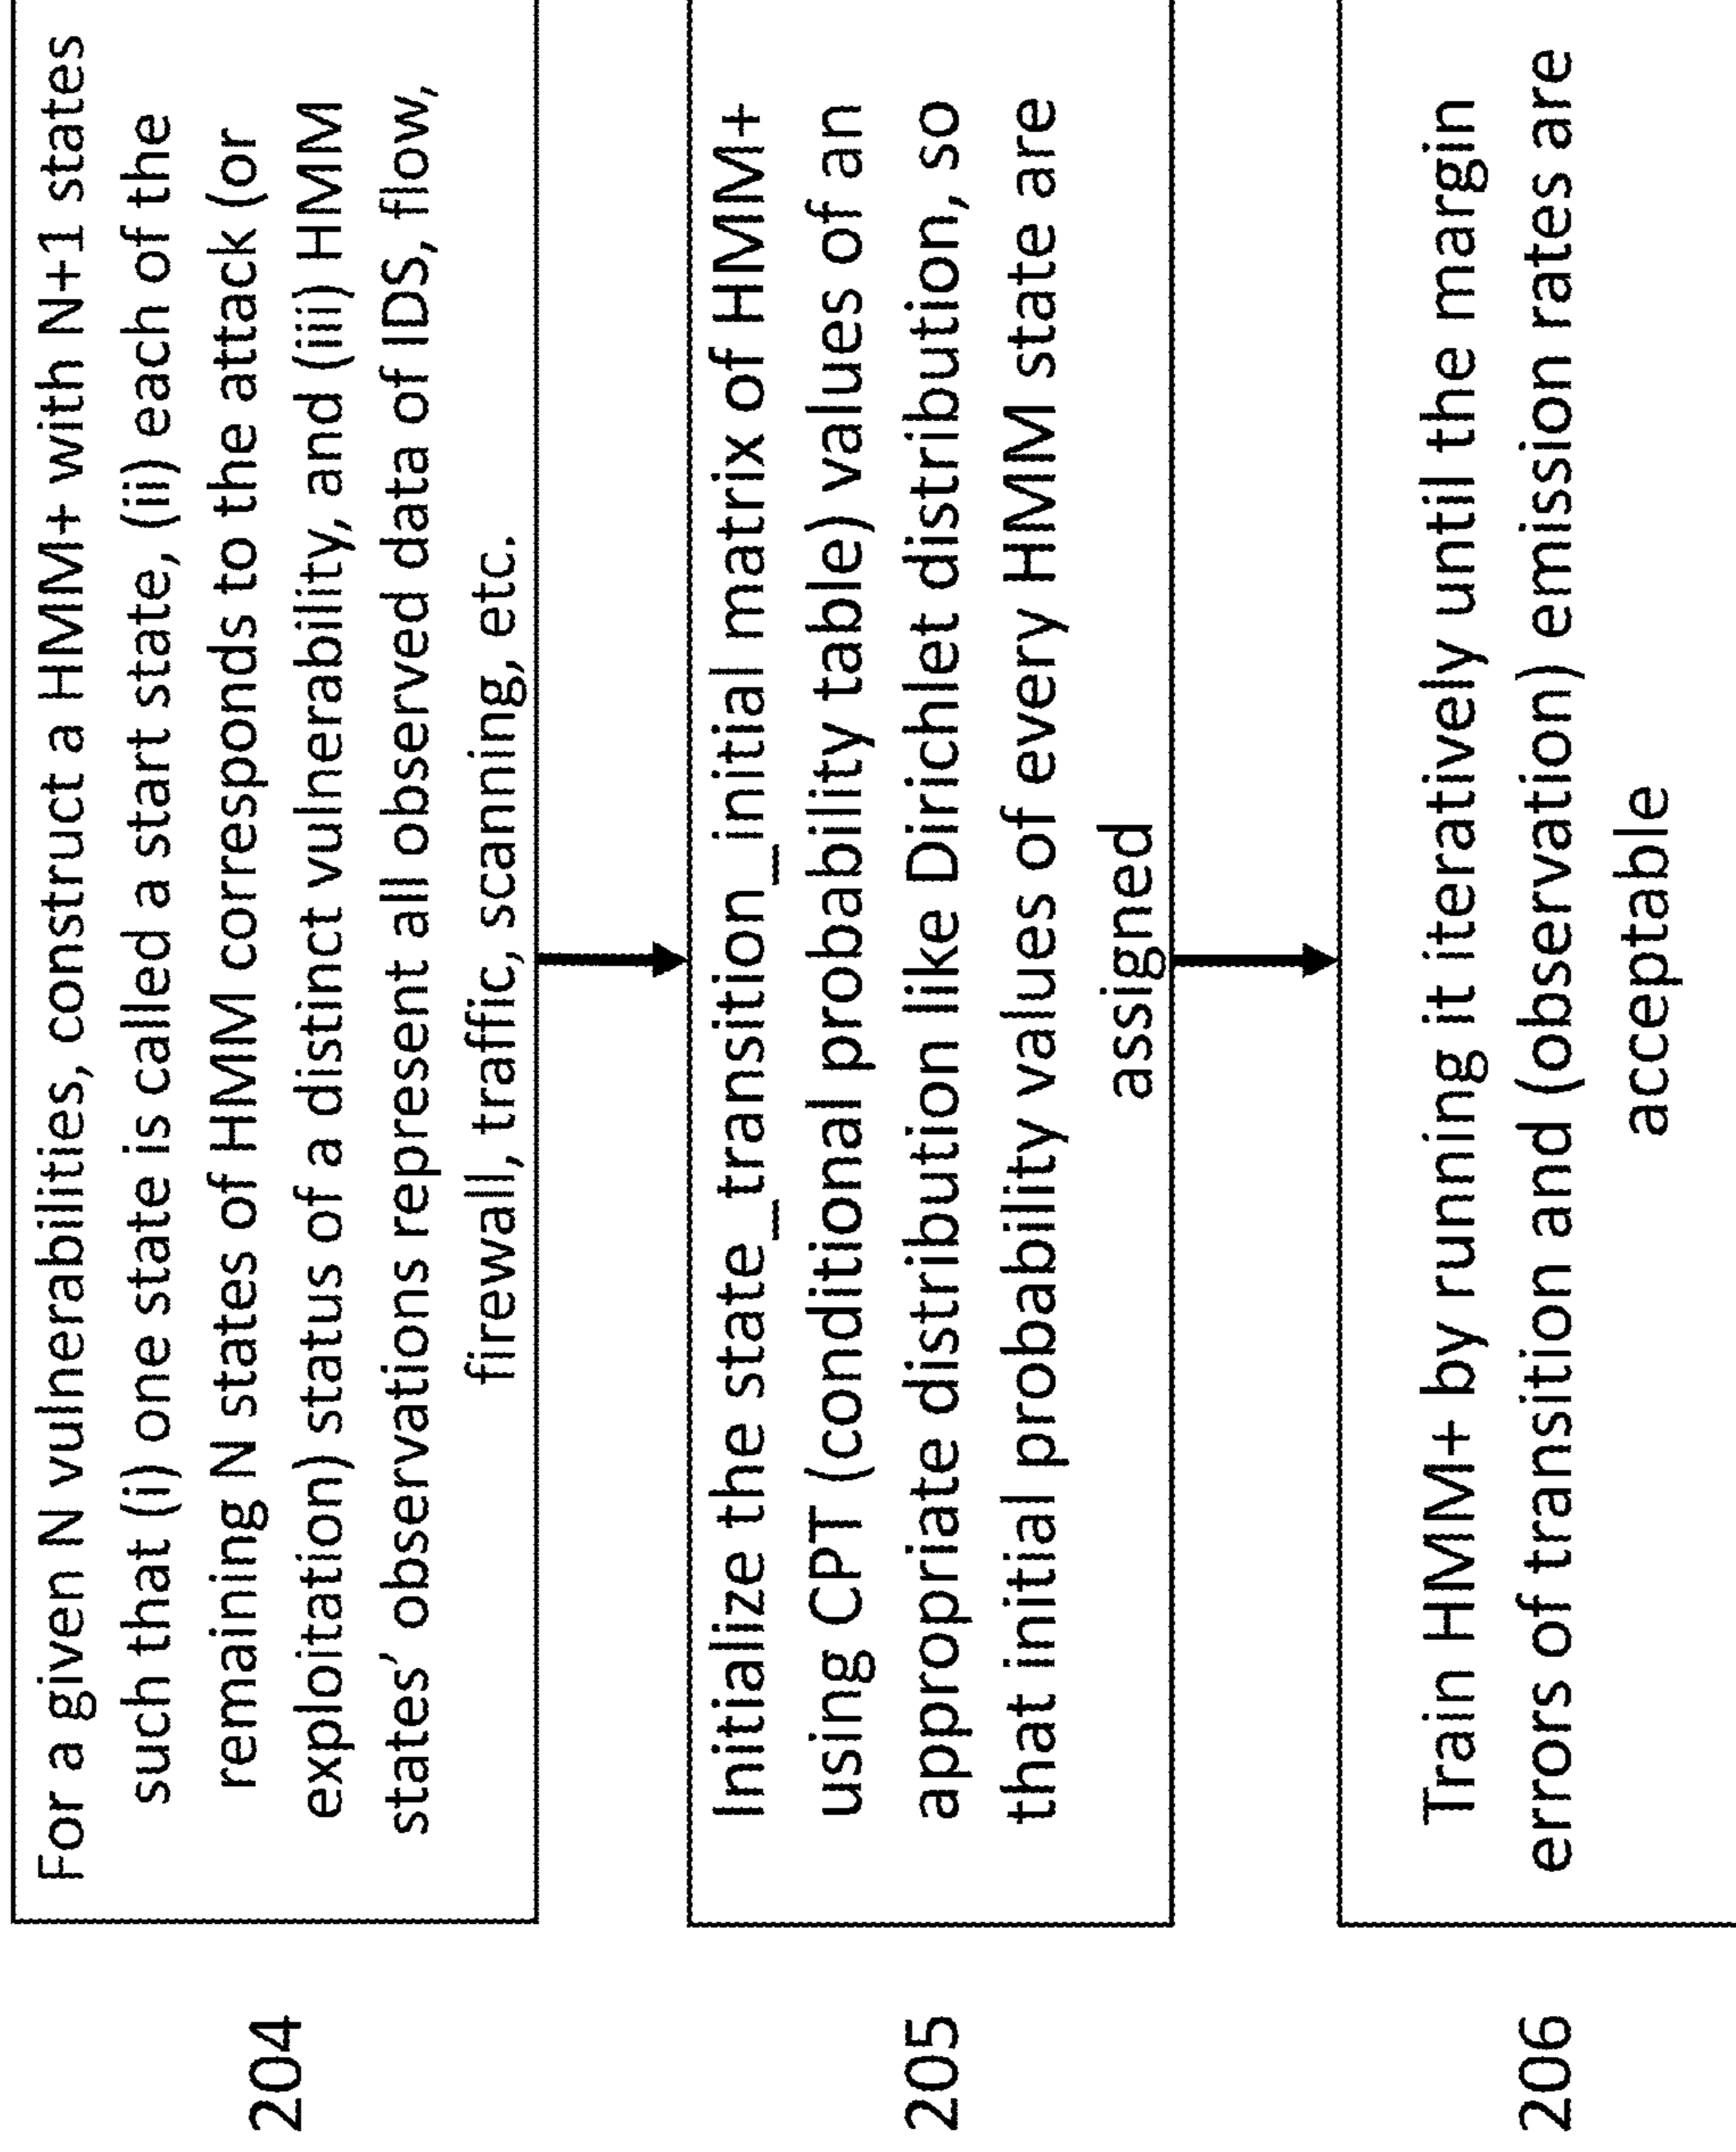 204
For a given N vulnerabilities, construct a HMM+ with N+1 states
such that (i) one state is called a start state, (ii) each of the
remaining N states of HMM corresponds to the attack (or
exploitation) status of a distinct vulnerability, and (iii) HMM
states' observations represent all observed data of IDS, flow,
firewall, traffic, scanning, etc.
205
Initialize the state_transition_initial matrix of HMM+
using CPT (conditional probability table) values of an
appropriate distribution like Dirichlet distribution, so
that initial probability values of every HMM state are
assigned
206
Train HMM+ by running it iteratively until the margin
errors of transition and (observation) emission rates are
acceptable